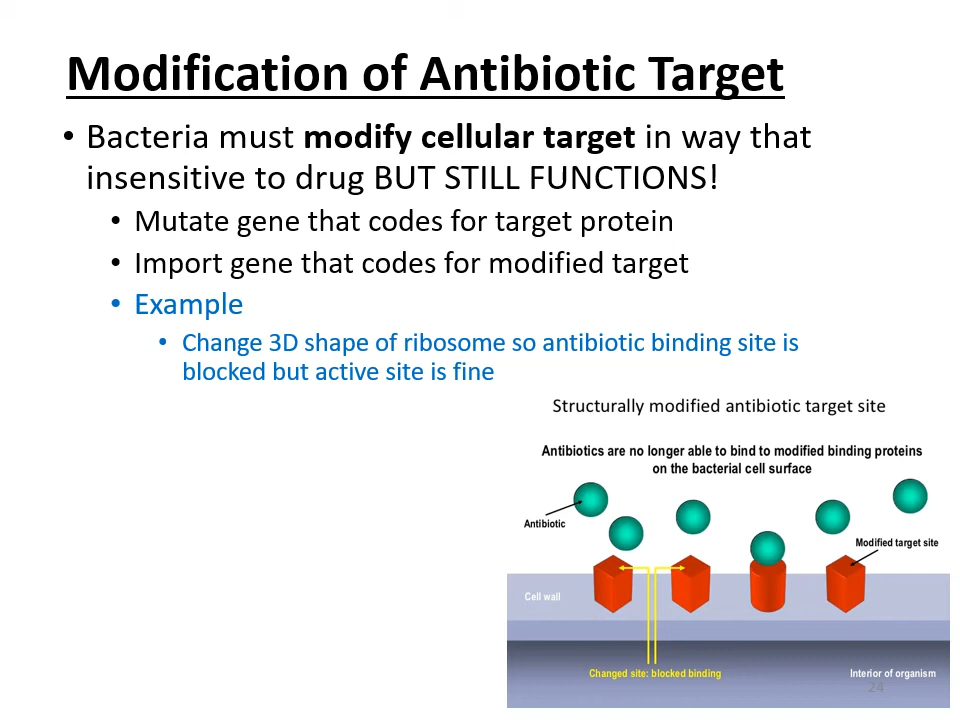 Modification of Antibiotic Target
• Bacteria must modify cellular target in way that
insensitive to drug BUT STILL FUNCTIONS!
• Mutate gene that codes for target protein
• Import gene that codes for modified target
• Example
• Change 3D shape of ribosome so antibiotic binding site is
blocked but active site is fine
Structurally modified antibiotic target site
Antibiotics are no longer able to bind to modified binding proteins
on the bacterial cell surface
Antibiotic
Modified target site
Cell wall
Changed site: blocked binding
Interior of organism
24